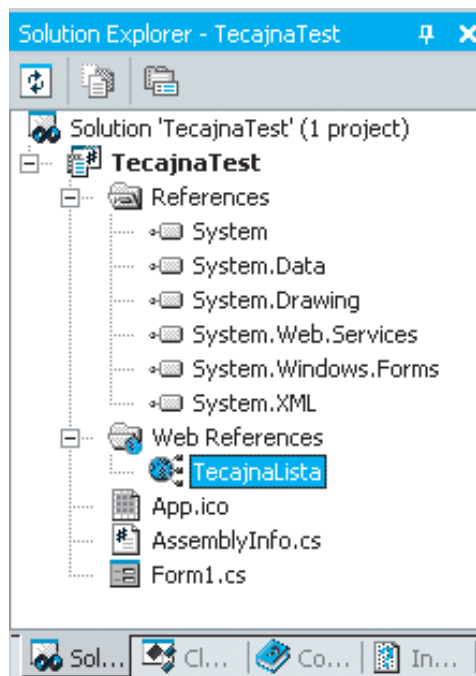 Solution Explorer - TecajnaTest
Solution 'TecajnaTest' (1 project)
TecajnaTest
References
System
System.Data
System.Drawing
System.Web.Services
System.Windows.Forms
System.XML
Web References
TecajnaLista
App.ico
AssemblyInfo.cs
Form1.cs
Sol... Cl... Co... In...